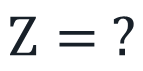 Z = ?